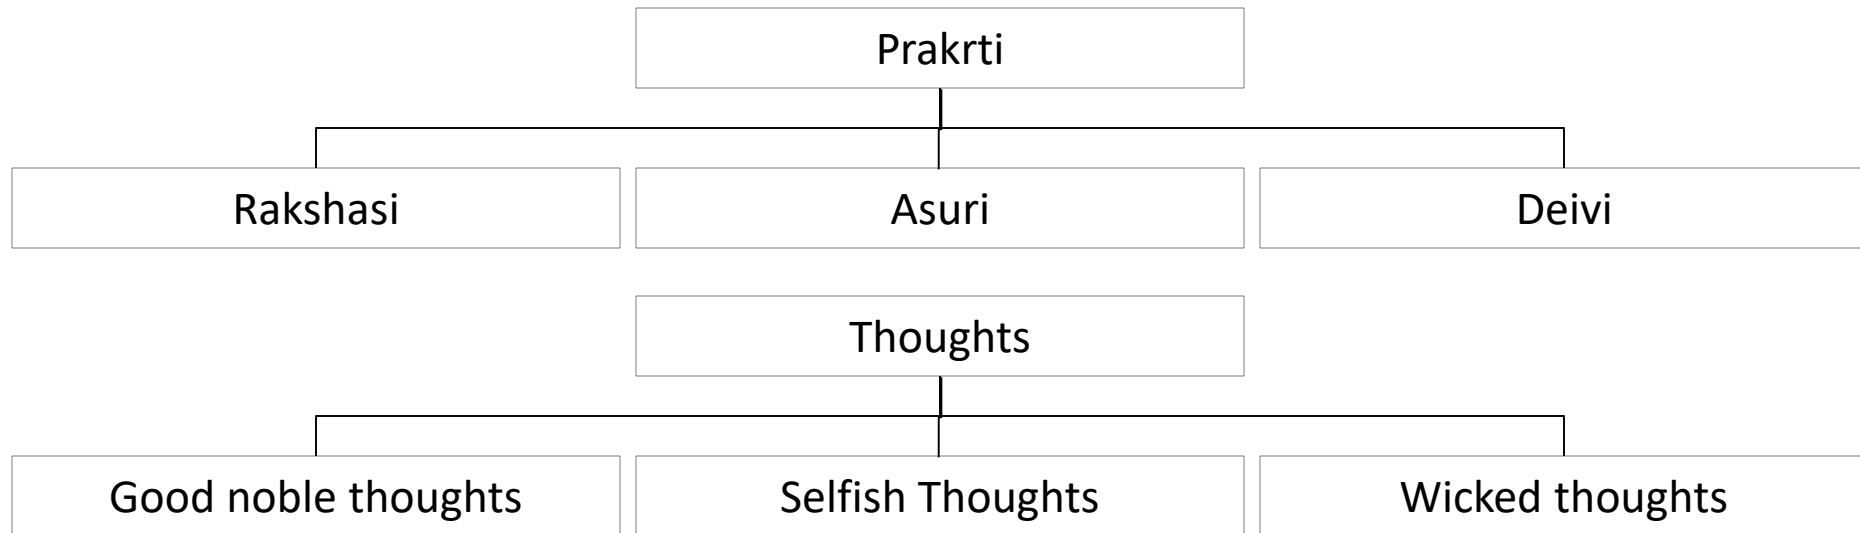 Prakrti
Rakshasi
Asuri
Deivi
Thoughts
Good noble thoughts
Selfish Thoughts
Wicked thoughts